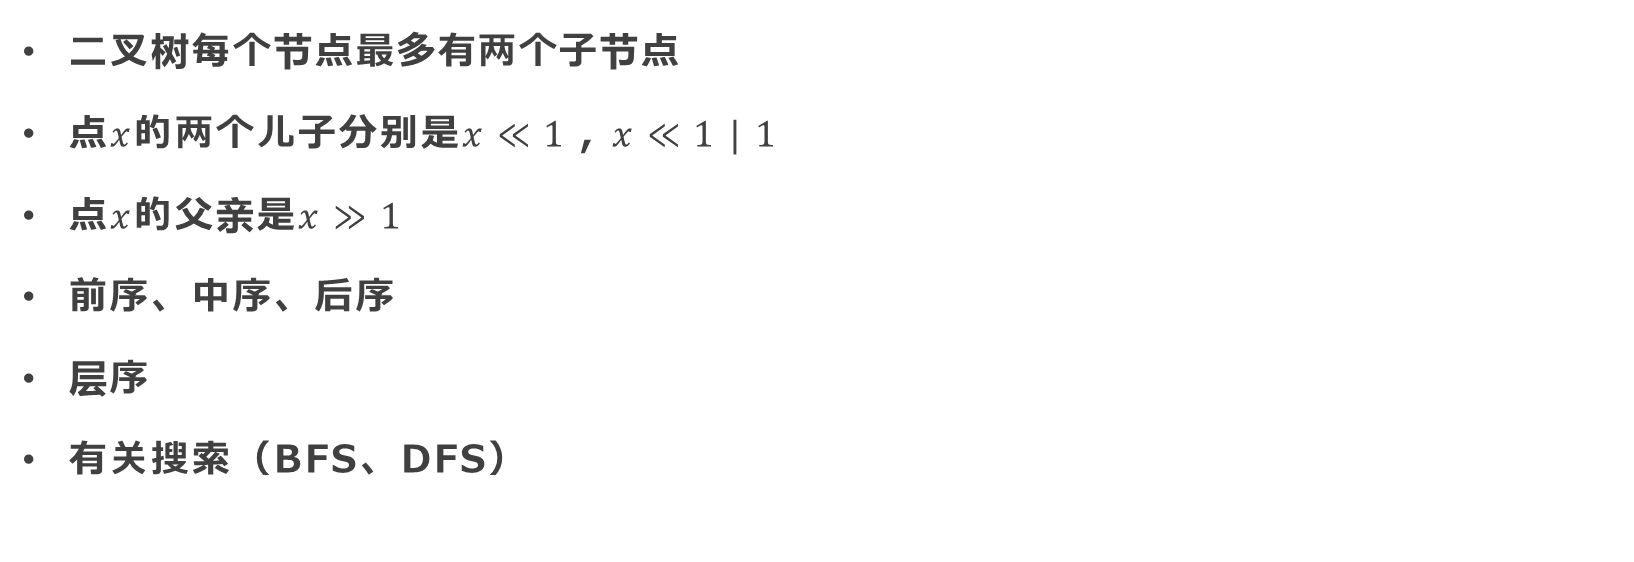 • 二叉树每个节点最多有两个子节点
• 点x的两个儿子分别是x ≪ 1，x ≪ 1 | 1
• 点x的父亲是x ≫ 1
• 前序、中序、后序
• 层序
• 有关搜索（BFS、DFS）